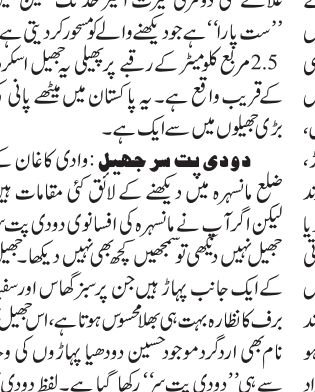 ’’ست پارا‘‘ ہے جو دیکھنے والے کو مسحور کر دیتی ہے
2.5 مربع کلومیٹر کے رقبے پر پھیلی یہ جھیل اسکر
کے قریب واقع ہے۔ یہ پاکستان میں میٹھے پانی کی
بڑی جھیلوں میں سے ایک ہے۔
دودی پت سر جھیل: وادی کاغان کے
ضلع مانسہرہ میں دیکھنے کے لائق کئی مقامات ہیں
لیکن اگر آپ نے مانسہرہ کی افسانوی دودی پت سر
جھیل نہیں دیکھی تو سمجھیں کچھ بھی نہیں دیکھا۔ جھیل
کے ایک جانب پہاڑ ہیں جن پر سبز گھاس اور سفید
برف کا نظارہ بہت ہی بھلا محسوس ہوتا ہے، اس جھیل
نام بھی اردگرد موجود حسین دودھیا پہاڑوں کی وجہ
سے ہی ’’دودی پت سر‘‘ رکھا گیا ہے۔ لفظ دودی